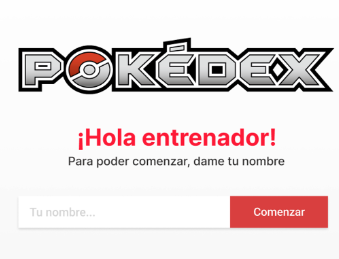 POKÉDEX
¡Hola entrenador!
Para poder comenzar, dame tu nombre
Tu nombre...
Comenzar